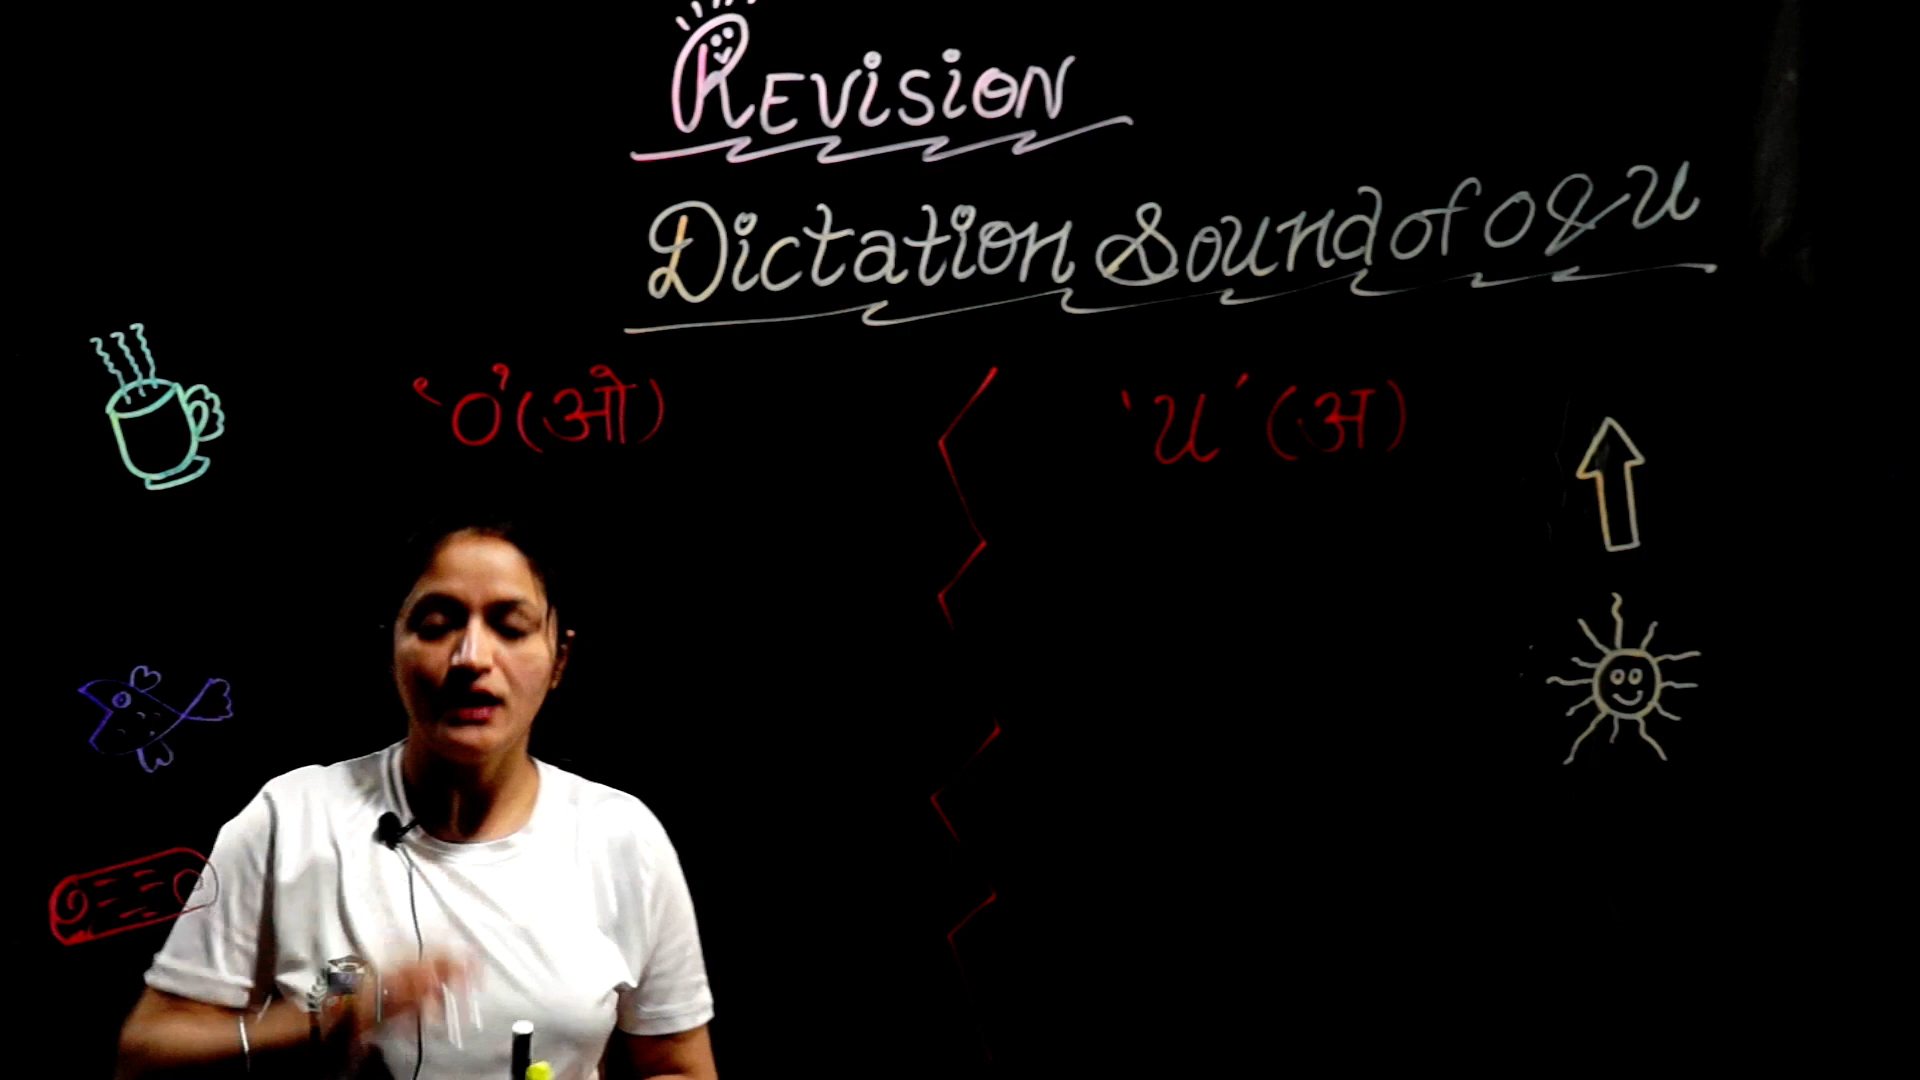 REViSiON
Dictation Sound of O & U
'O' (ओ)
'U' (अ)